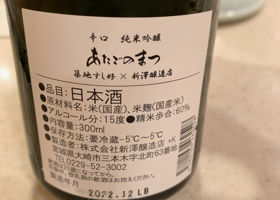 辛口 純米吟醸
あたごのまつ
築地すし好 × 新澤醸造店
●品目:日本酒
●原材料名:米(国産)、米麹(国産米)
●アルコール分:15度●精米歩合:60%
●内容量:300ml
●保存方法:要冷蔵-5℃～5℃
●製造者:株式会社新澤醸造店 +K
宮城県大崎市三本木字北町63番地
TEL.0229-52-3002
製造年月
2022.12 LB